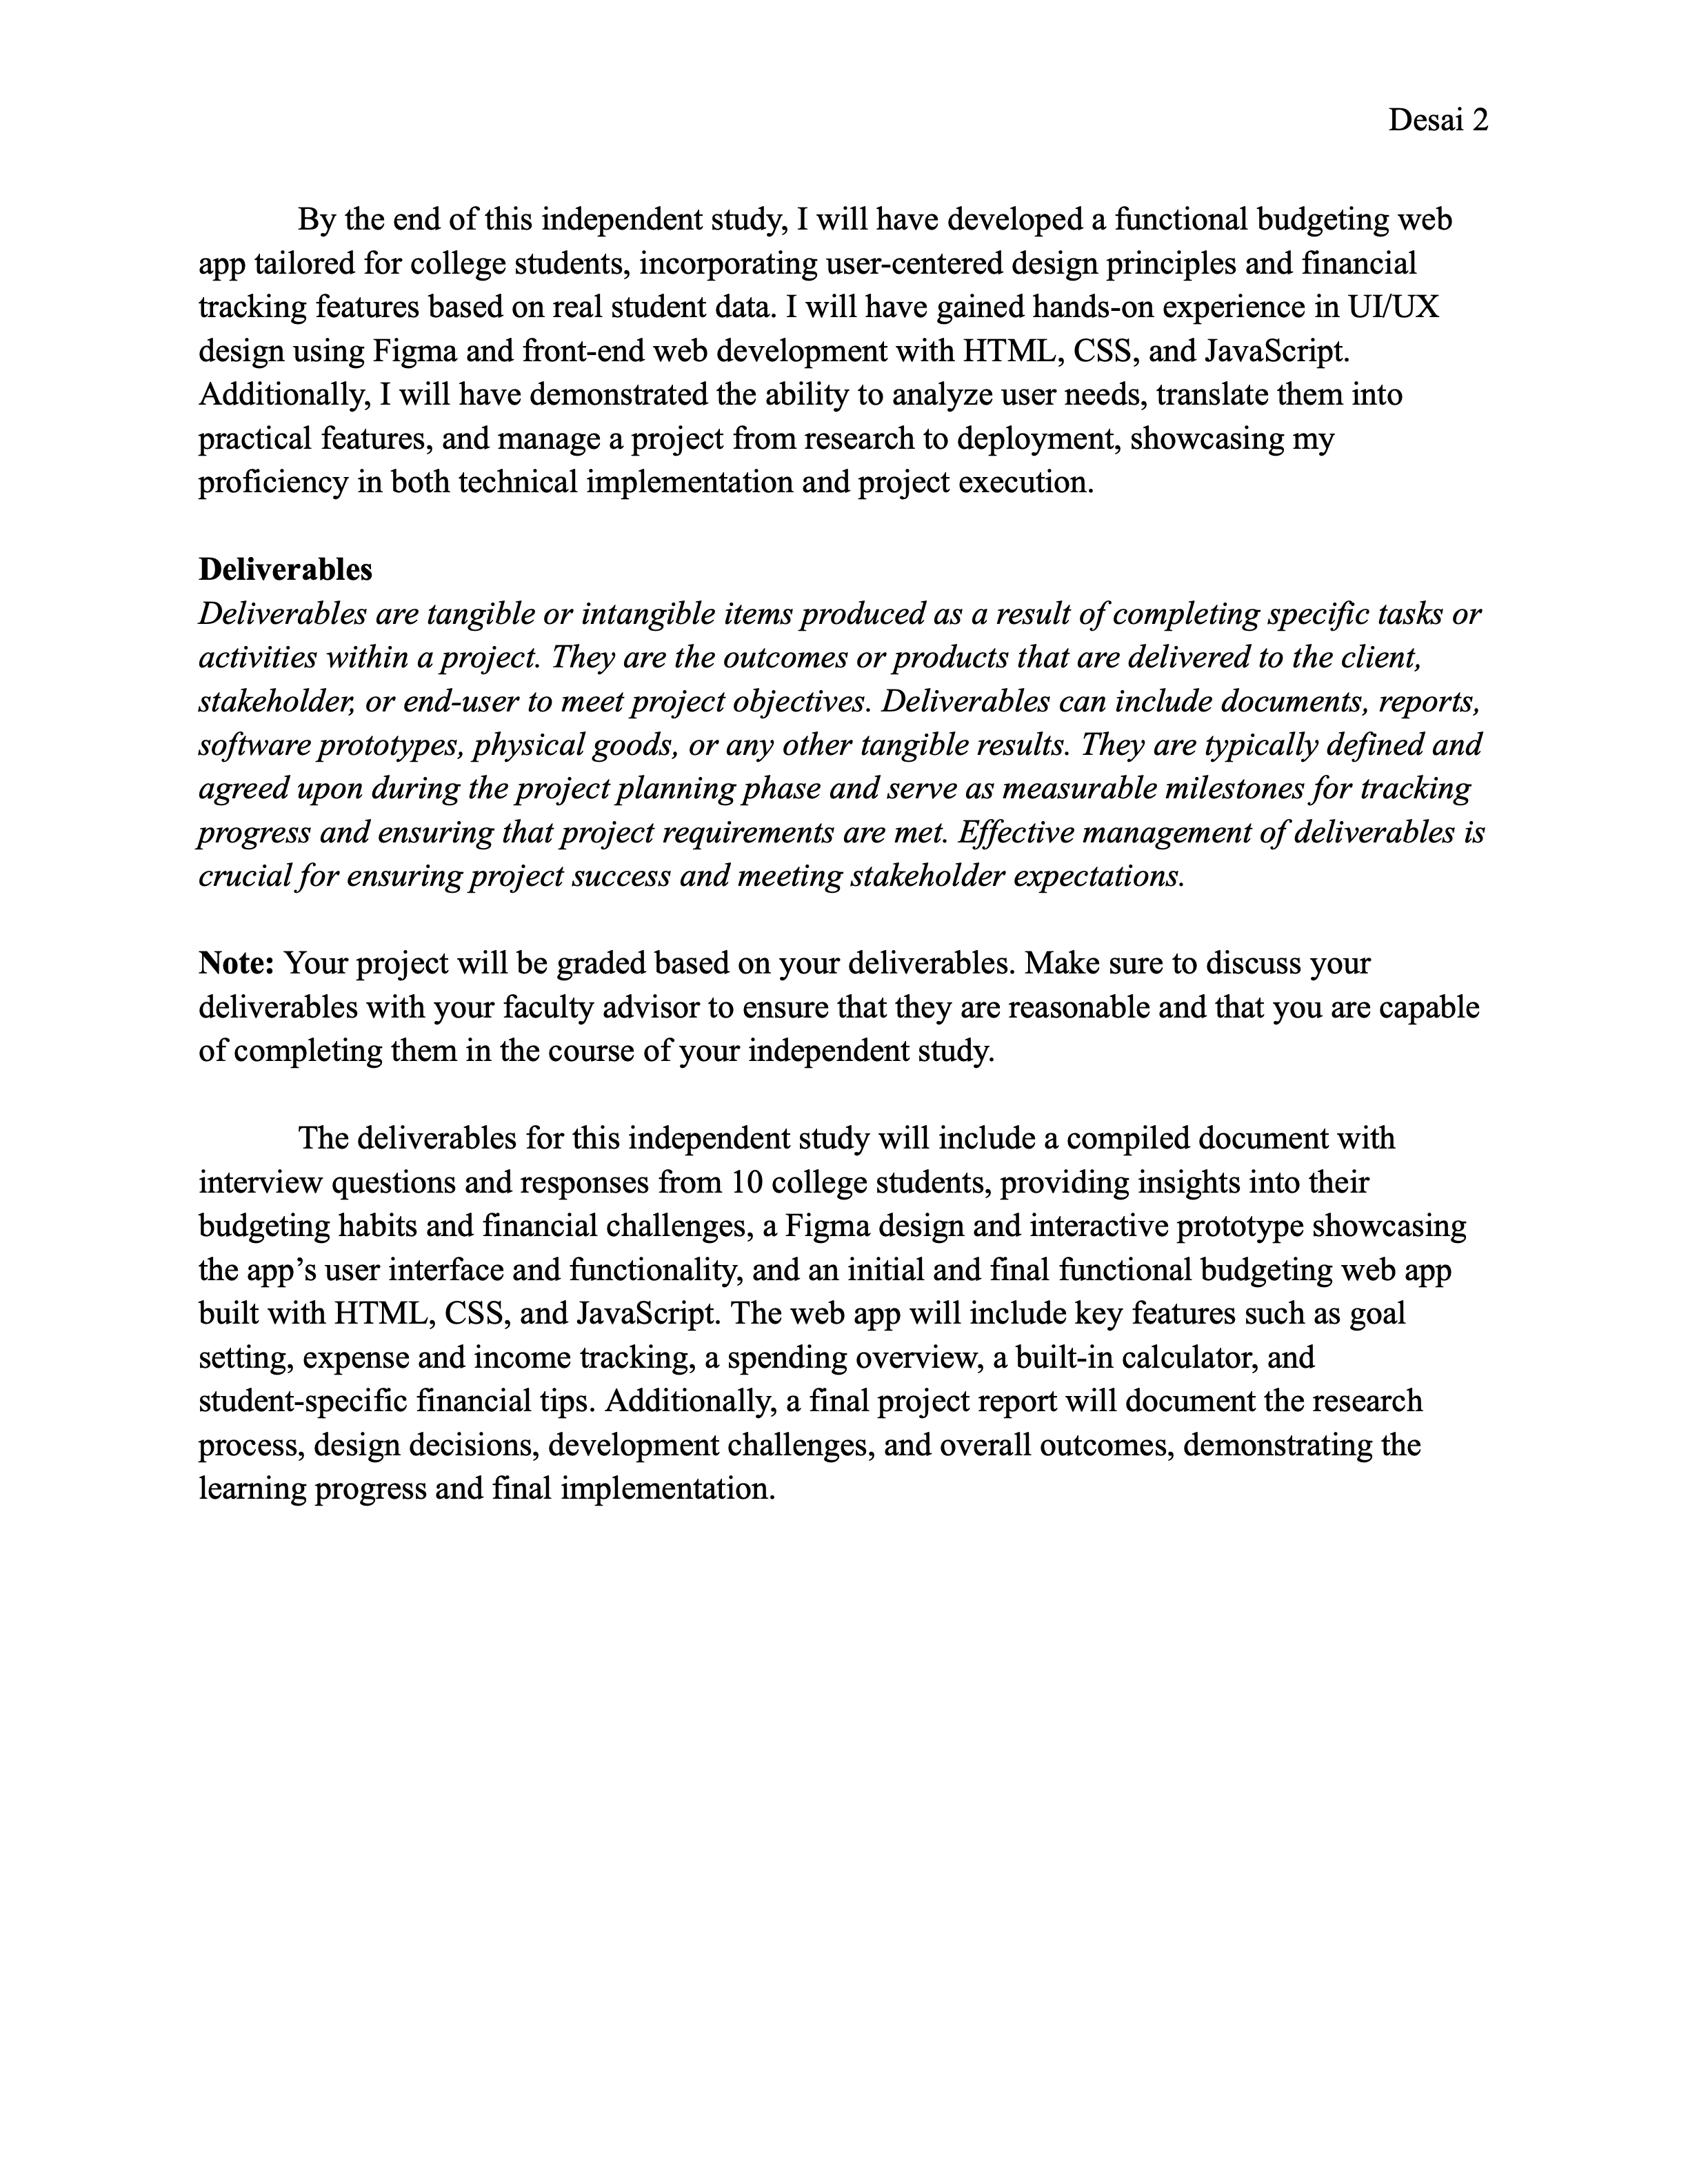 Desai 2
By the end of this independent study, I will have developed a functional budgeting web
app tailored for college students, incorporating user-centered design principles and financial
tracking features based on real student data. I will have gained hands-on experience in UI/UX
design using Figma and front-end web development with HTML, CSS, and JavaScript.
Additionally, I will have demonstrated the ability to analyze user needs, translate them into
practical features, and manage a project from research to deployment, showcasing my
proficiency in both technical implementation and project execution.
Deliverables
Deliverables are tangible or intangible items produced as a result of completing specific tasks or
activities within a project. They are the outcomes or products that are delivered to the client,
stakeholder, or end-user to meet project objectives. Deliverables can include documents, reports,
software prototypes, physical goods, or any other tangible results. They are typically defined and
agreed upon during the project planning phase and serve as measurable milestones for tracking
progress and ensuring that project requirements are met. Effective management of deliverables is
crucial for ensuring project success and meeting stakeholder expectations.
Note: Your project will be graded based on your deliverables. Make sure to discuss your
deliverables with your faculty advisor to ensure that they are reasonable and that you are capable
of completing them in the course of your independent study.
The deliverables for this independent study will include a compiled document with
interview questions and responses from 10 college students, providing insights into their
budgeting habits and financial challenges, a Figma design and interactive prototype showcasing
the app’s user interface and functionality, and an initial and final functional budgeting web app
built with HTML, CSS, and JavaScript. The web app will include key features such as goal
setting, expense and income tracking, a spending overview, a built-in calculator, and
student-specific financial tips. Additionally, a final project report will document the research
process, design decisions, development challenges, and overall outcomes, demonstrating the
learning progress and final implementation.